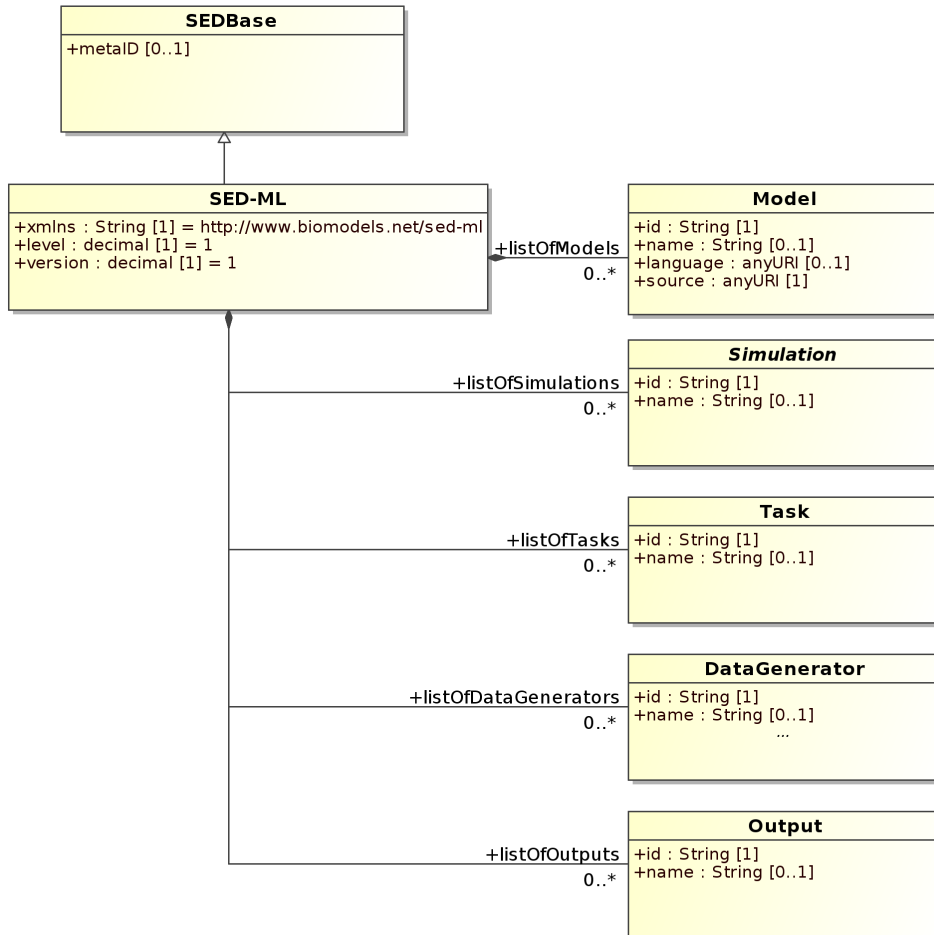 SEDBase
+metaID [0..1]
SED-ML
+xmlns : String [1] = http://www.biomodels.net/sed-ml
+level : decimal [1] = 1
+version : decimal [1] = 1
+listOfModels
0..*
Model
+id : String [1]
+name : String [0..1]
+language : anyURI [0..1]
+source : anyURI [1]
+listOfSimulations
0..*
Simulation
+id : String [1]
+name : String [0..1]
+listOfTasks
0..*
Task
+id : String [1]
+name : String [0..1]
+listOfDataGenerators
0..*
DataGenerator
+id : String [1]
+name : String [0..1]
...
+listOfOutputs
0..*
Output
+id : String [1]
+name : String [0..1]